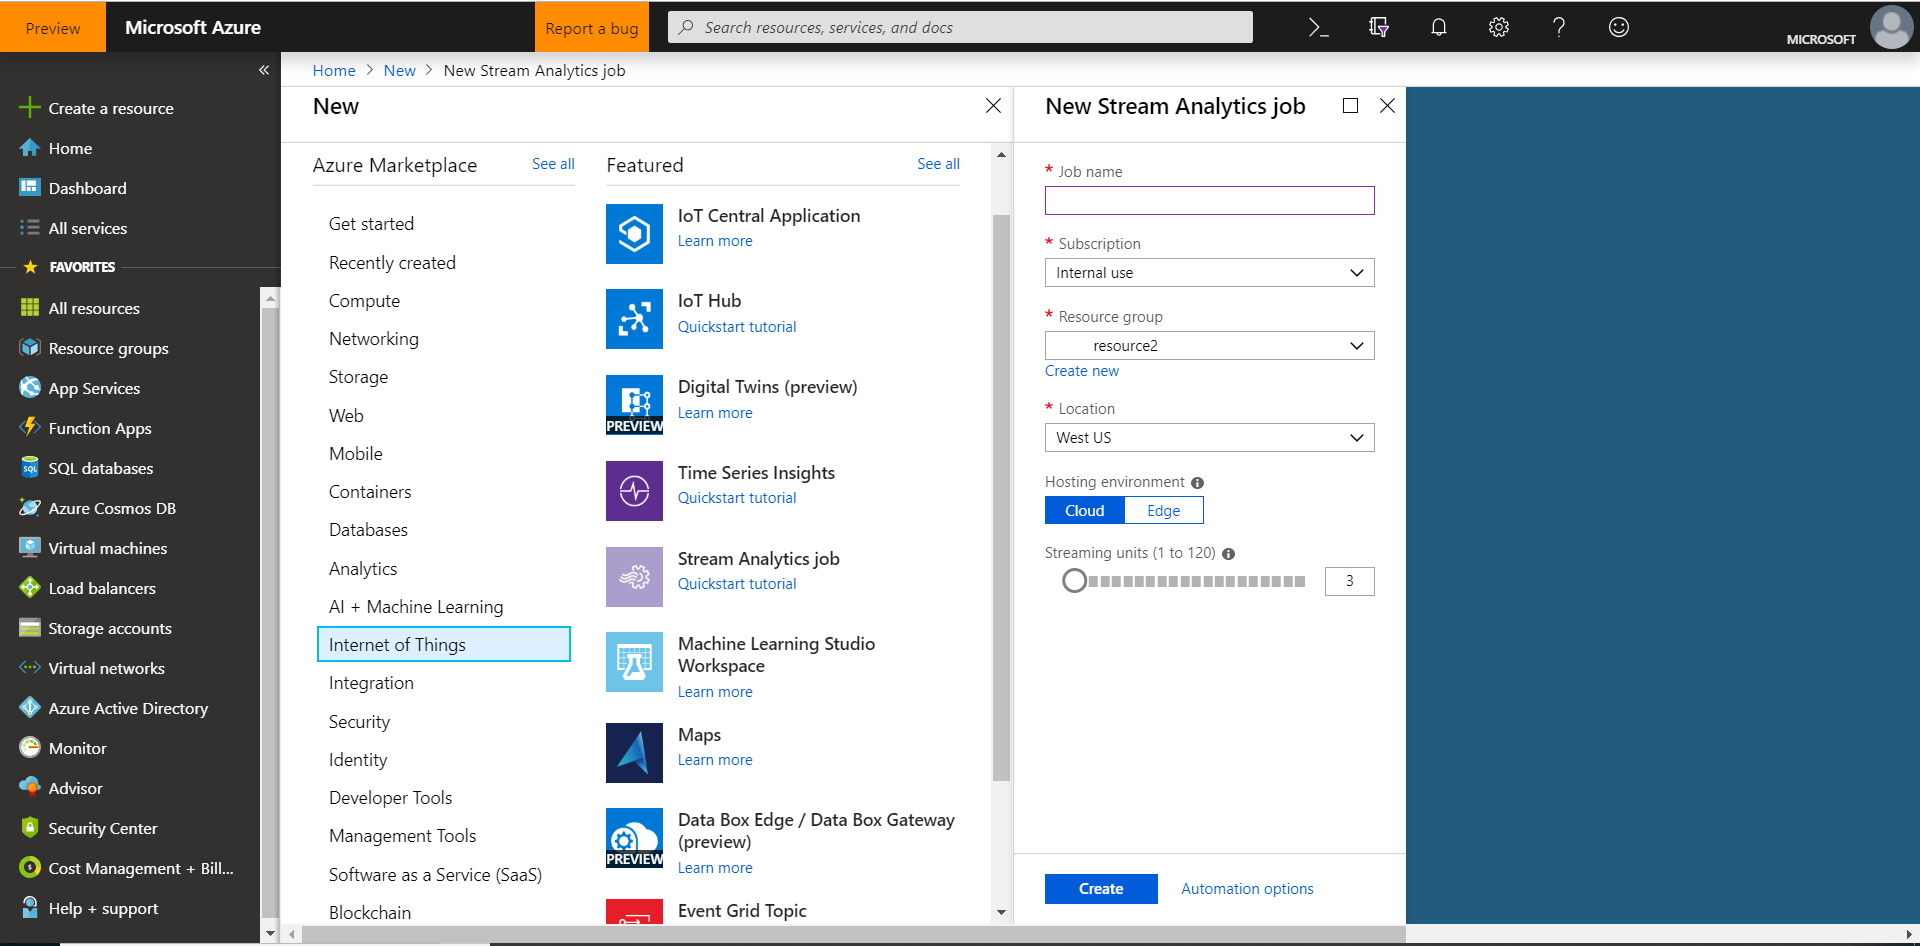 Preview
Microsoft Azure
Report a bug
Search resources, services, and docs
MICROSOFT
Create a resource
Home
Dashboard
All services
FAVORITES
All resources
Resource groups
App Services
Function Apps
SQL databases
Azure Cosmos DB
Virtual machines
Load balancers
Storage accounts
Virtual networks
Azure Active Directory
Monitor
Advisor
Security Center
Cost Management + Bill...
Help + support
Home > New > New Stream Analytics job
New
Azure Marketplace See all
Get started
Recently created
Compute
Networking
Storage
Web
Mobile
Containers
Databases
Analytics
AI + Machine Learning
Internet of Things
Integration
Security
Identity
Developer Tools
Management Tools
Software as a Service (SaaS)
Blockchain
Featured See all
IoT Central Application
Learn more
IoT Hub
Quickstart tutorial
PREVIEW
Digital Twins (preview)
Learn more
Time Series Insights
Quickstart tutorial
Stream Analytics job
Quickstart tutorial
Machine Learning Studio
Workspace
Learn more
Maps
Learn more
PREVIEW
Data Box Edge / Data Box Gateway
(preview)
Learn more
Event Grid Topic
New Stream Analytics job
* Job name
* Subscription
Internal use
* Resource group
resource2
Create new
* Location
West US
Hosting environment
Cloud Edge
Streaming units (1 to 120)
3
Create Automation options